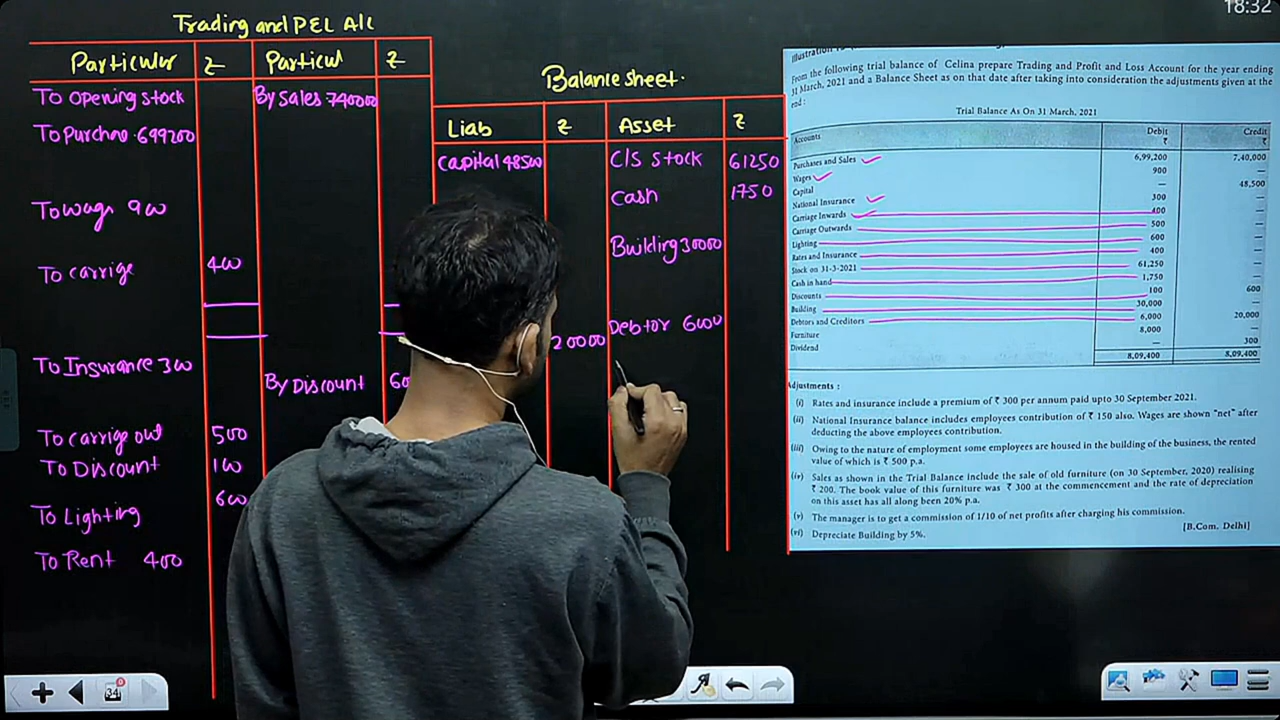 18:32
Trading and P&L A/c
Particular ₹ Particul ₹
To opening stock By Sales 740000
To Purchne 699200
To wags 900
To carrige 400
To Insurance 300
By Discount 60
To carrige out 500
To Discount 100
To Lighting 600
To Rent 400
Balance sheet
Liab ₹ Asset ₹
Capital 48500 C/S Stock 61250
Cash 1750
Building 30000
20000 Debtor 6000
Illustration
From the following trial balance of Celina prepare Trading and Profit and Loss Account for the year ending
31 March, 2021 and a Balance Sheet as on that date after taking into consideration the adjustments given at the
end :
Trial Balance As On 31 March, 2021
Accounts Debit ₹ Credit ₹
Purchases and Sales 6,99,200 7,40,000
Wages 900 —
Capital — 48,500
National Insurance 300 —
Carriage Inwards 400 —
Carriage Outwards 500 —
Lighting 600 —
Rates and Insurance 400 —
Stock on 31-3-2021 61,250 —
Cash in hand 1,750 —
Discounts 100 600
Building 30,000 —
Debtors and Creditors 6,000 20,000
Furniture 8,000 —
Dividend — 300
8,09,400 8,09,400
Adjustments :
(i) Rates and insurance include a premium of ₹ 300 per annum paid upto 30 September 2021.
(ii) National Insurance balance includes employees contribution of ₹ 150 also. Wages are shown "net" after
deducting the above employees contribution.
(iii) Owing to the nature of employment some employees are housed in the building of the business, the rented
value of which is ₹ 500 p.a.
(iv) Sales as shown in the Trial Balance include the sale of old furniture (on 30 September, 2020) realising
₹ 200. The book value of this furniture was ₹ 300 at the commencement and the rate of depreciation
on this asset has all along been 20% p.a.
(v) The manager is to get a commission of 1/10 of net profits after charging his commission.
(vi) Depreciate Building by 5%.
[B.Com. Delhi]
34